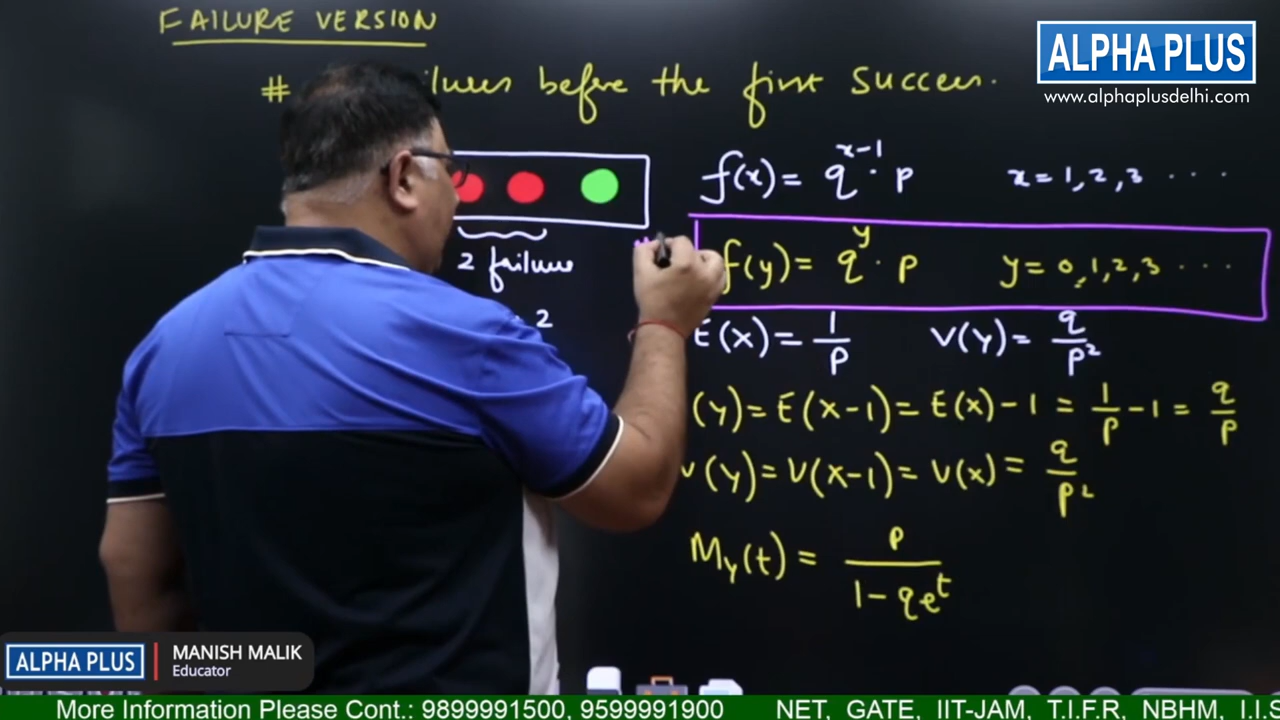 FAILURE VERSION
ALPHA PLUS
www.alphaplusdelhi.com
# before the first success.
f(x) = q^{x-1} · p x = 1, 2, 3 ....
2 failures
f(y) = q^y · p y = 0, 1, 2, 3 ....
2
E(X) = 1/p V(Y) = q/p²
(Y) = E(X-1) = E(X) - 1 = 1/p - 1 = q/p
V(Y) = V(X-1) = V(X) = q/p²
M_Y(t) = p/(1 - qe^t)
ALPHA PLUS
MANISH MALIK
Educator
More Information Please Cont.: 9899991500, 9599991900 NET, GATE, IIT-JAM, T.I.F.R, NBHM, I.I.S